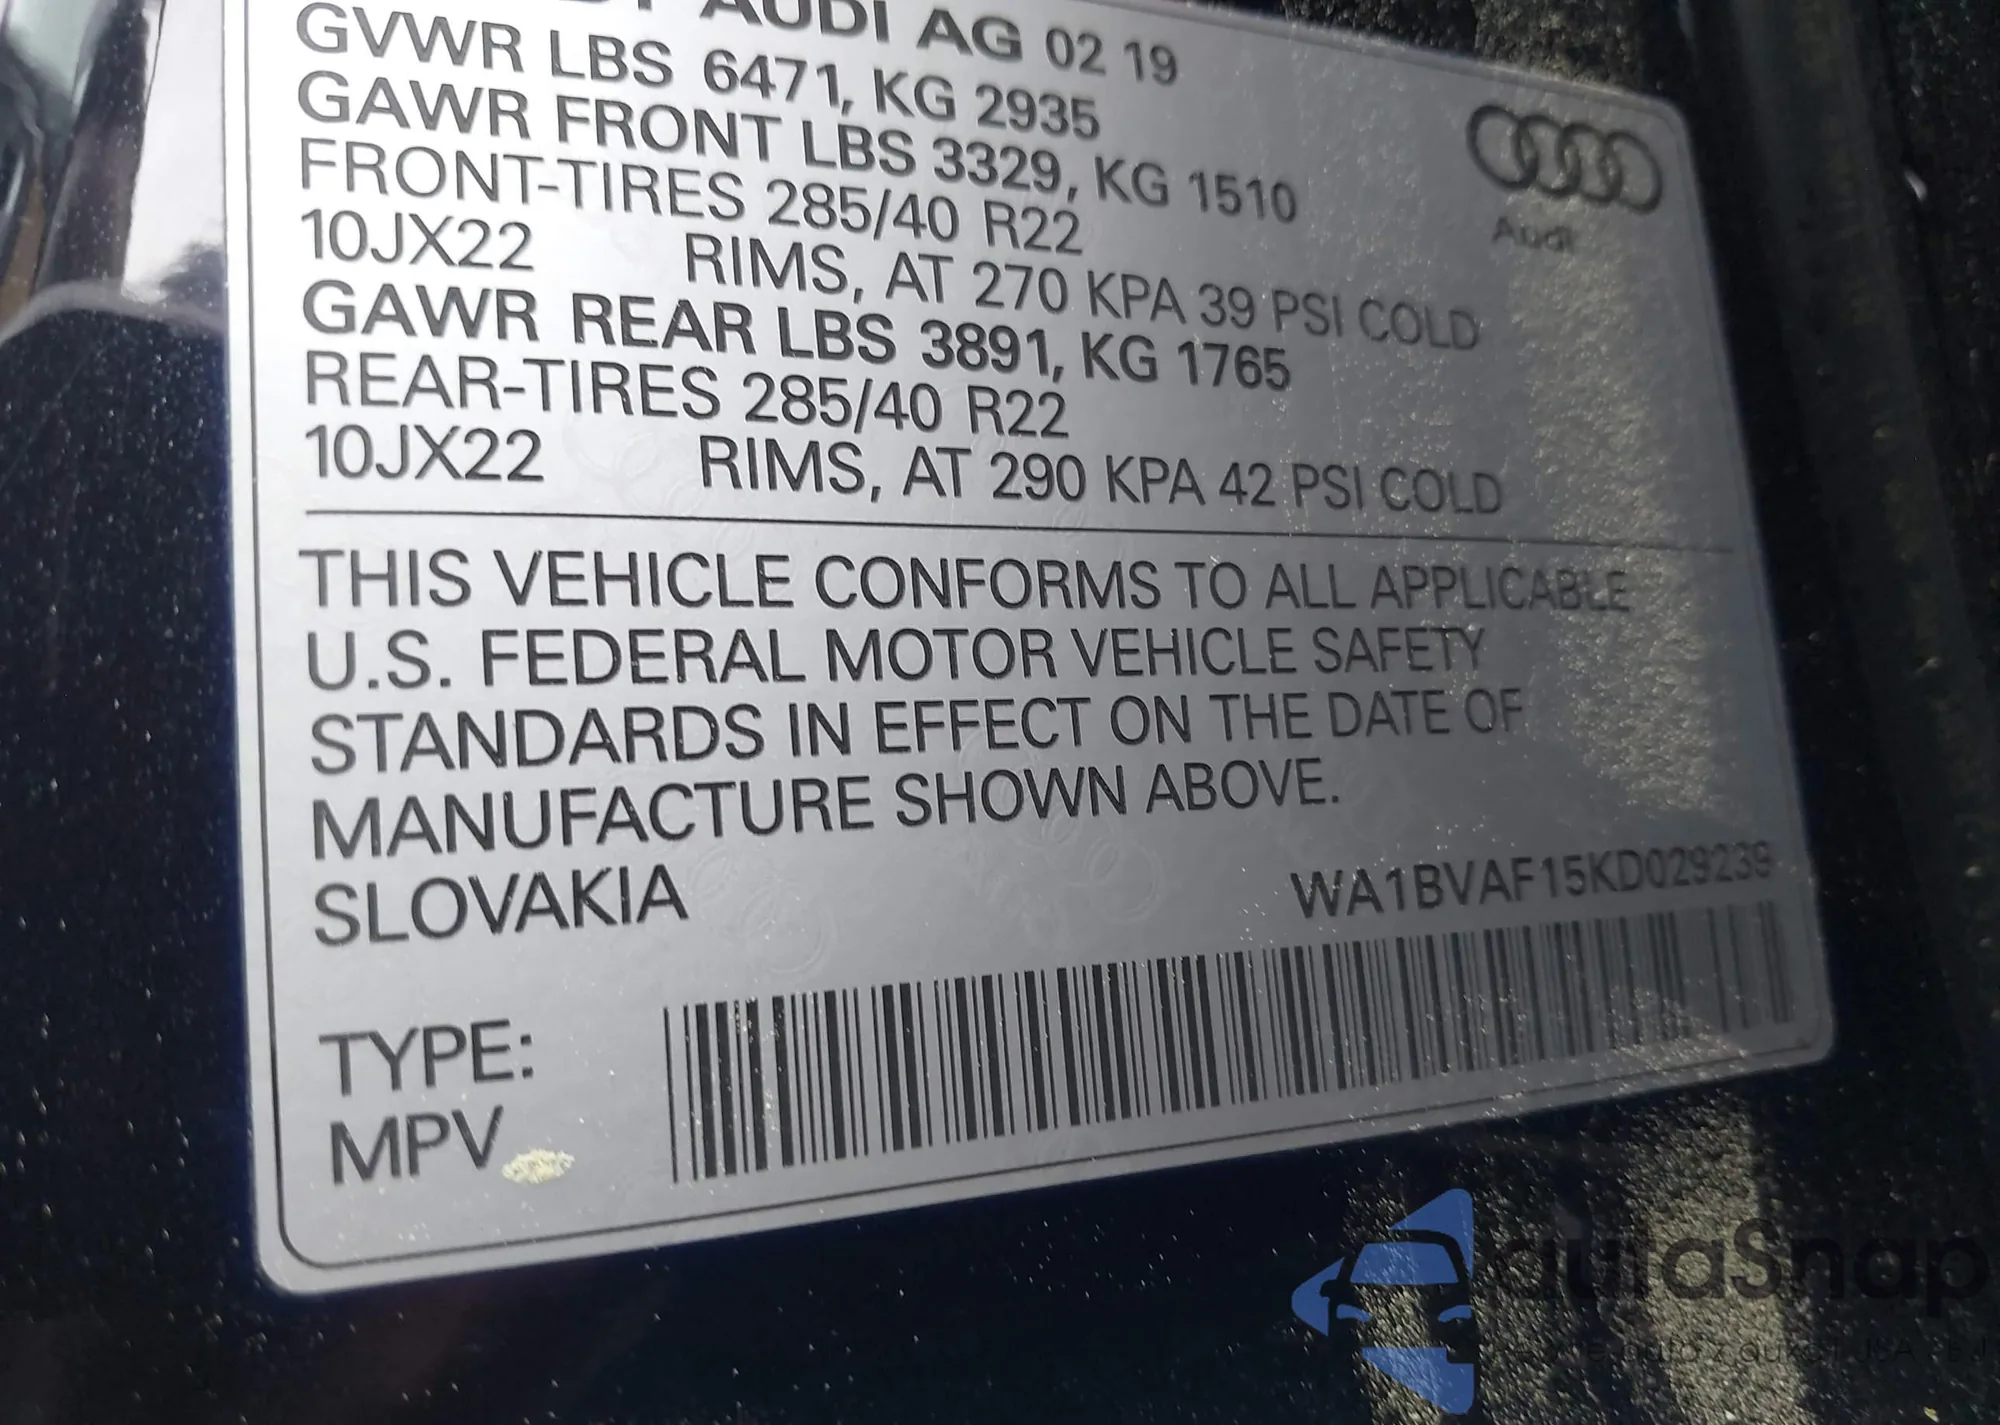 AUDI AG 02 19
GVWR LBS 6471, KG 2935
GAWR FRONT LBS 3329, KG 1510
FRONT-TIRES 285/40 R22
10JX22 RIMS, AT 270 KPA 39 PSI COLD
GAWR REAR LBS 3891, KG 1765
REAR-TIRES 285/40 R22
10JX22 RIMS, AT 290 KPA 42 PSI COLD
Audi
THIS VEHICLE CONFORMS TO ALL APPLICABLE
U.S. FEDERAL MOTOR VEHICLE SAFETY
STANDARDS IN EFFECT ON THE DATE OF
MANUFACTURE SHOWN ABOVE.
SLOVAKIA
WA1BVAF15KD029239
TYPE:
MPV
autaSnap